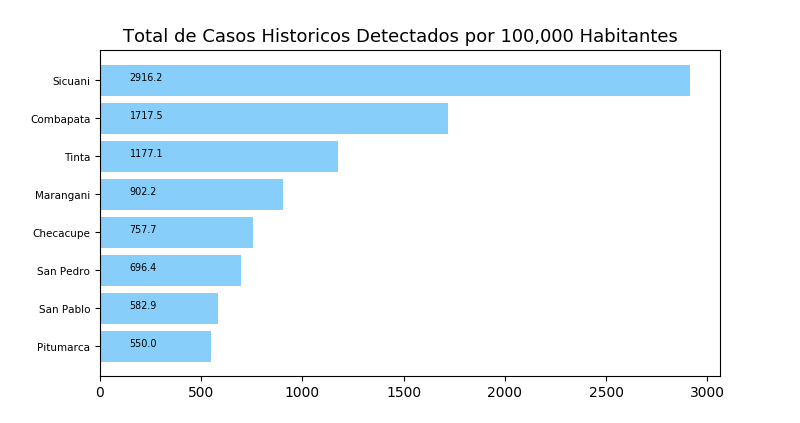 Total de Casos Historicos Detectados por 100,000 Habitantes
Sicuani 2916.2
Combapata 1717.5
Tinta 1177.1
Marangani 902.2
Checacupe 757.7
San Pedro 696.4
San Pablo 582.9
Pitumarca 550.0
0 500 1000 1500 2000 2500 3000